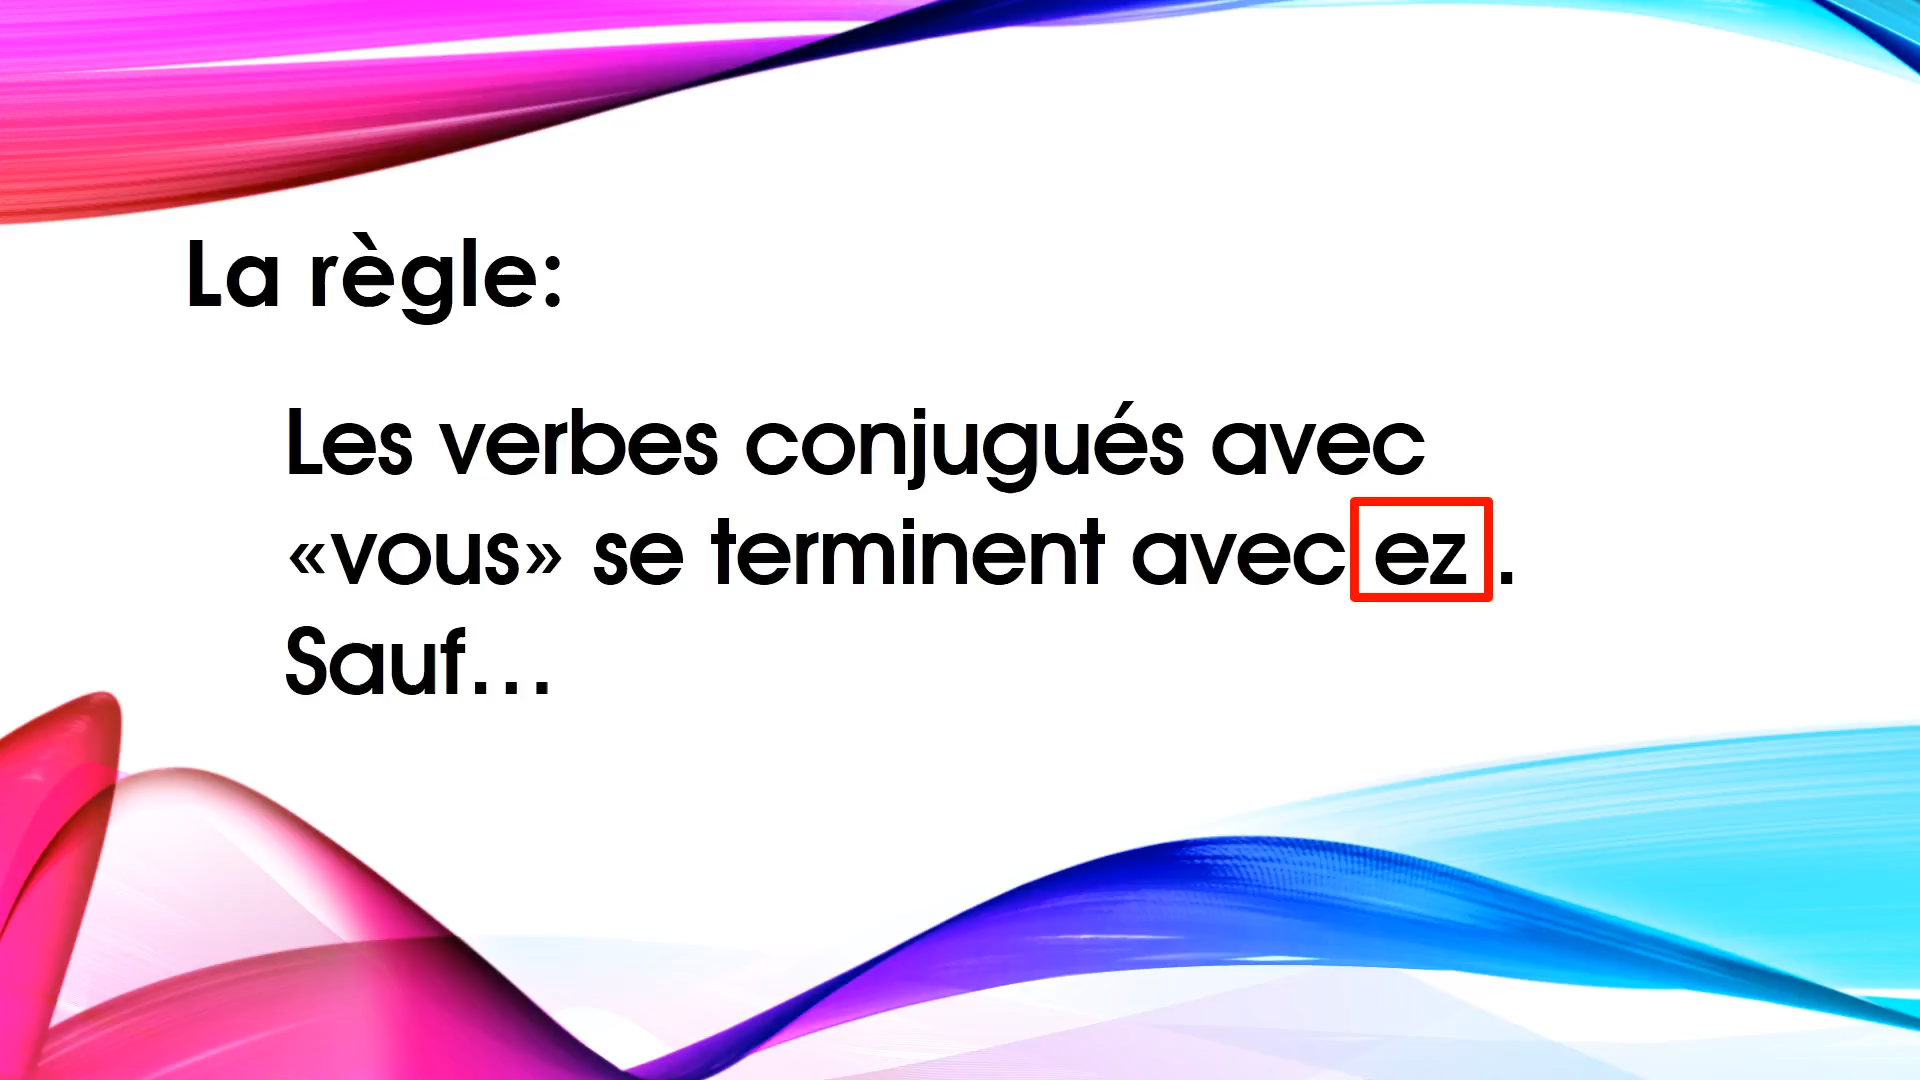 La règle:
Les verbes conjugués avec
«vous» se terminent avec ez .
Sauf…